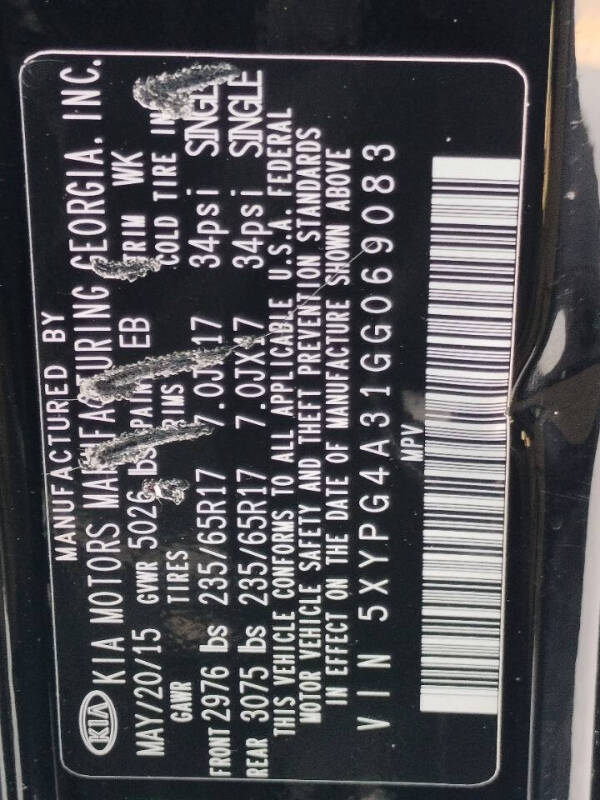 MANUFACTURED BY
KIA KIA MOTORS MANUFACTURING GEORGIA, INC.
MAY/20/15 GVWR 5026 lbs PAINT EB TRIM WK
GAWR TIRES RIMS COLD TIRE
FRONT 2976 lbs 235/65R17 7.0JX17 34psi SINGLE
REAR 3075 lbs 235/65R17 7.0JX17 34psi SINGLE
THIS VEHICLE CONFORMS TO ALL APPLICABLE U.S.A. FEDERAL
MOTOR VEHICLE SAFETY AND THEFT PREVENTION STANDARDS
IN EFFECT ON THE DATE OF MANUFACTURE SHOWN ABOVE
VIN 5XYPG4A31GG069083
MPV